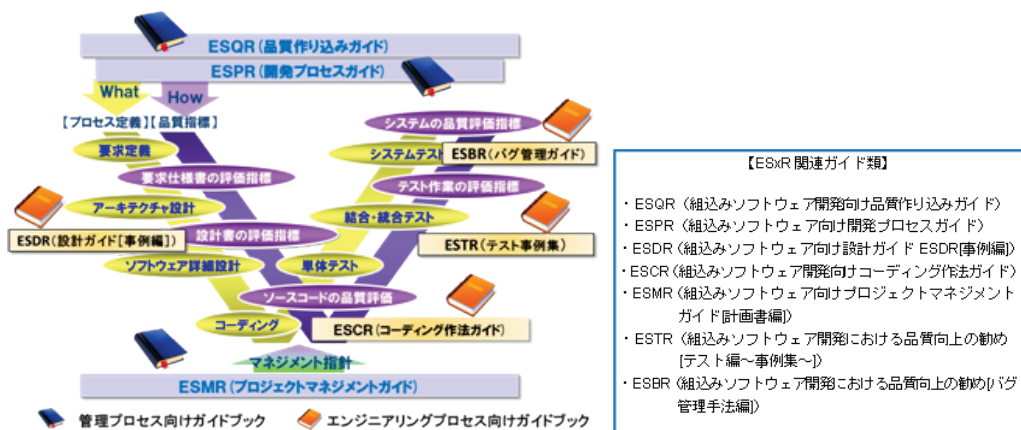 ESQR(品質作り込みガイド)
ESPR(開発プロセスガイド)
What
How
【プロセス定義】【品質指標】
システムの品質評価指標
要求定義
システムテスト
ESBR(バグ管理ガイド)
要求仕様書の評価指標
テスト作業の評価指標
アーキテクチャ設計
結合・統合テスト
ESDR(設計ガイド[事例編])
設計書の評価指標
ESTR(テスト事例集)
ソフトウェア詳細設計
単体テスト
ソースコードの品質評価
コーディング
ESCR(コーディング作法ガイド)
マネジメント指針
ESMR(プロジェクトマネジメントガイド)
管理プロセス向けガイドブック
エンジニアリングプロセス向けガイドブック
【ESxR 関連ガイド類】
・ESQR(組込みソフトウェア開発向け品質作り込みガイド)
・ESPR(組込みソフトウェア向け開発プロセスガイド)
・ESDR(組込みソフトウェア向け設計ガイド ESDR[事例編])
・ESCR(組込みソフトウェア開発向けコーディング作法ガイド)
・ESMR(組込みソフトウェア向けプロジェクトマネジメント
ガイド[計画書編])
・ESTR(組込みソフトウェア開発における品質向上の勧め
[テスト編~事例集~])
・ESBR(組込みソフトウェア開発における品質向上の勧め[バグ
管理手法編])